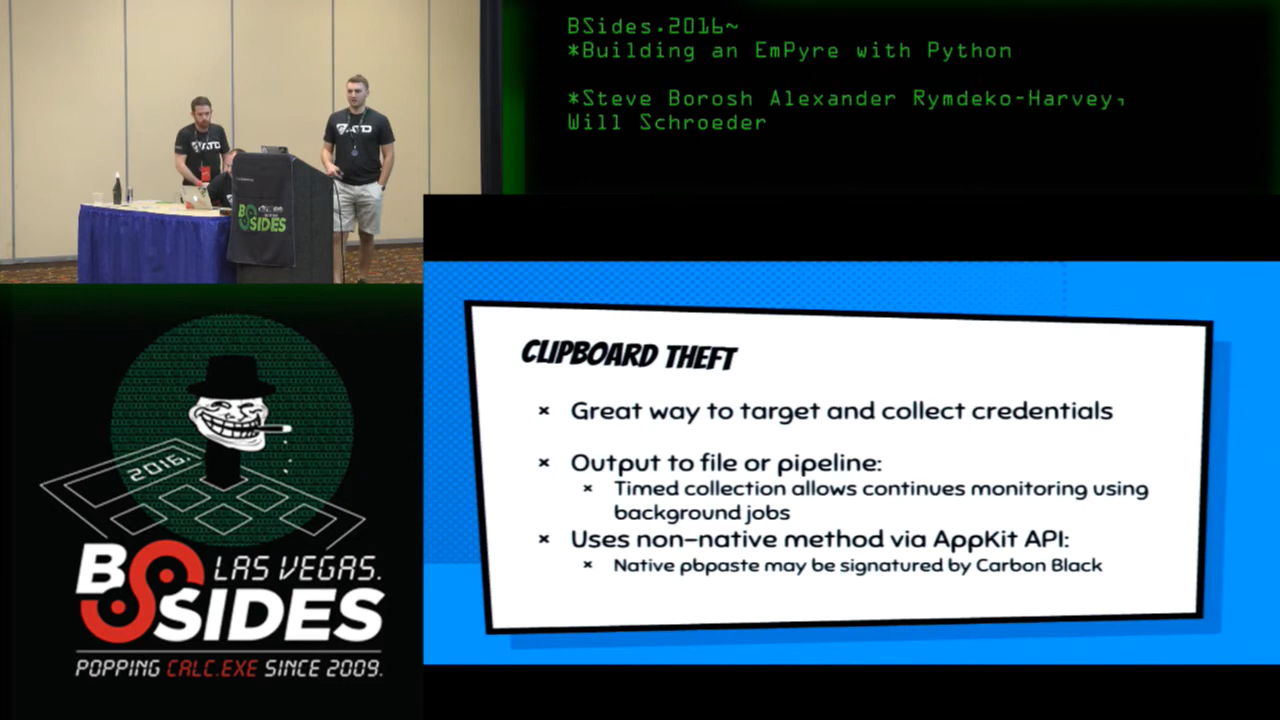 BSides.2016~
*Building an EmPyre with Python
*Steve Borosh Alexander Rymdeko-Harvey,
Will Schroeder
ATD
ATD
BSIDES
CLIPBOARD THEFT
× Great way to target and collect credentials
× Output to file or pipeline:
× Timed collection allows continues monitoring using
background jobs
× Uses non-native method via AppKit API:
× Native pbpaste may be signatured by Carbon Black
2016.
BSIDES
LAS VEGAS.
POPPING CALC.EXE SINCE 2009.